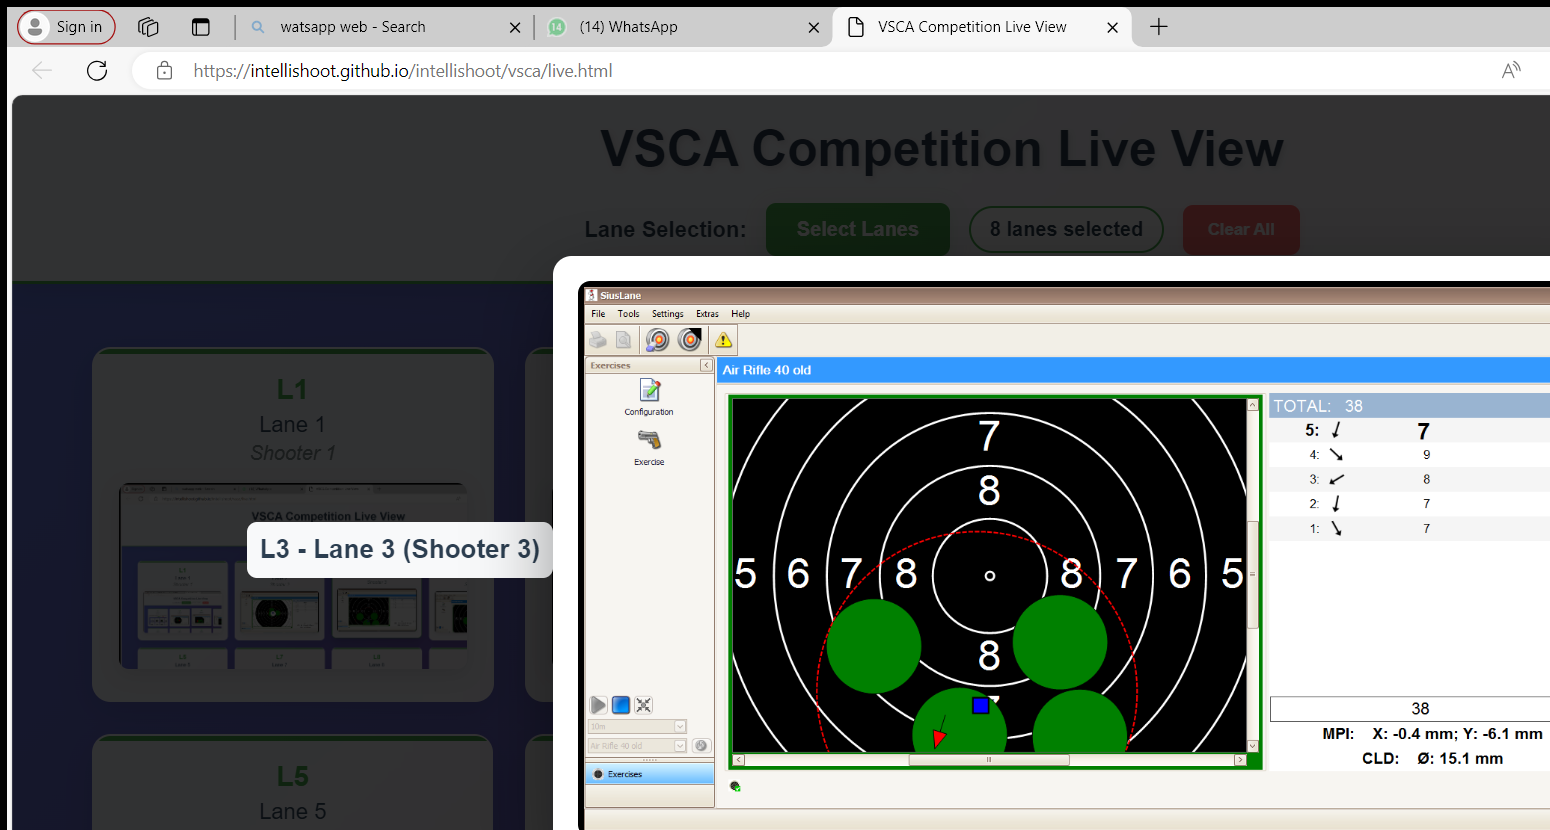 Sign in
watsapp web - Search
14
(14) WhatsApp
VSCA Competition Live View
https://intellishoot.github.io/intellishoot/vsca/live.html
VSCA Competition Live View
Lane Selection:
Select Lanes
8 lanes selected
Clear All
L1
Lane 1
Shooter 1
VSCA Competition Live View
L3 - Lane 3 (Shooter 3)
L5
Lane 5
SiusLane
File Tools Settings Extras Help
Exercises
Configuration
Exercise
10m
Air Rifle 40 old
Exercises
Air Rifle 40 old
7
8
5 6 7 8 8 7 6 5
8
TOTAL: 38
5: 7
4: 9
3: 8
2: 7
1: 7
38
MPI: X: -0.4 mm; Y: -6.1 mm
CLD: Ø: 15.1 mm